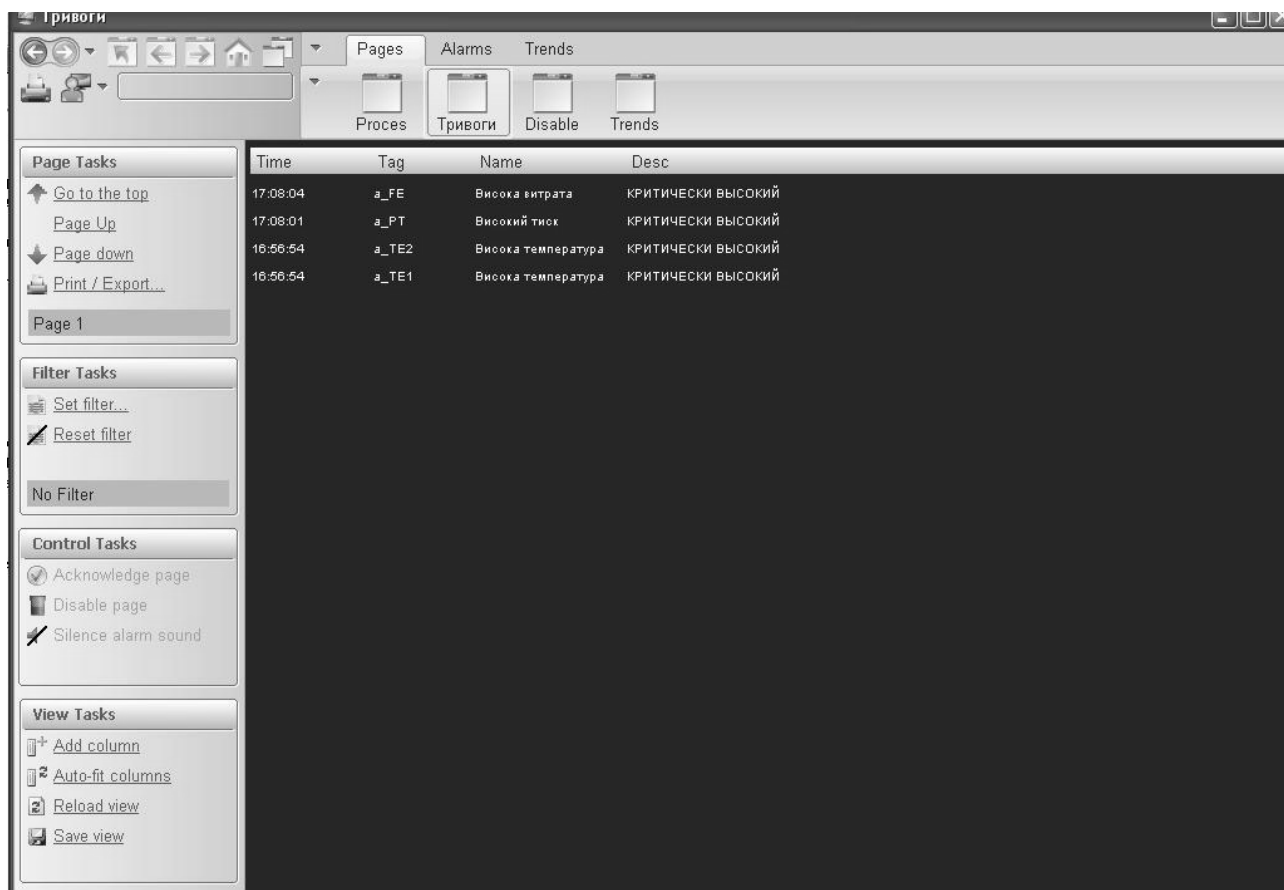 Тривоги
Pages Alarms Trends
Proces Тривоги Disable Trends
Page Tasks
Go to the top
Page Up
Page down
Print / Export...
Page 1
Filter Tasks
Set filter...
Reset filter
No Filter
Control Tasks
Acknowledge page
Disable page
Silence alarm sound
View Tasks
Add column
Auto-fit columns
Reload view
Save view
Time Tag Name Desc
17:08:04 a_FE Висока витрата КРИТИЧЕСКИ ВЫСОКИЙ
17:08:01 a_PT Високий тиск КРИТИЧЕСКИ ВЫСОКИЙ
16:56:54 a_TE2 Висока температура КРИТИЧЕСКИ ВЫСОКИЙ
16:56:54 a_TE1 Висока температура КРИТИЧЕСКИ ВЫСОКИЙ